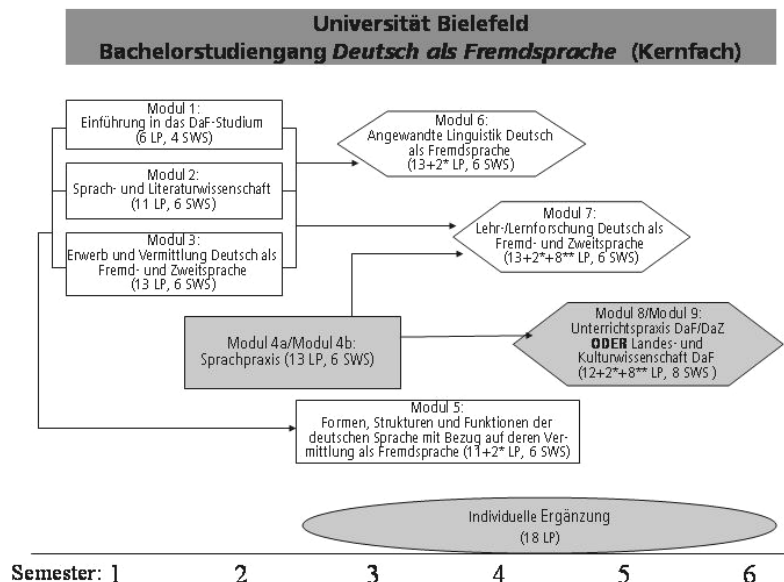 Universität Bielefeld
Bachelorstudiengang Deutsch als Fremdsprache (Kernfach)
Modul 1:
Einführung in das DaF-Studium
(6 LP, 4 SWS)
Modul 2:
Sprach- und Literaturwissenschaft
(11 LP, 6 SWS)
Modul 3:
Erwerb und Vermittlung Deutsch als
Fremd- und Zweitsprache
(13 LP, 6 SWS)
Modul 6:
Angewandte Linguistik Deutsch
als Fremdsprache
(13+2* LP, 6 SWS)
Modul 7:
Lehr-/Lernforschung Deutsch als
Fremd- und Zweitsprache
(13+2*+8** LP, 6 SWS)
Modul 4a/Modul 4b:
Sprachpraxis (13 LP, 6 SWS)
Modul 8/Modul 9:
Unterrichtspraxis DaF/DaZ
ODER Landes- und
Kulturwissenschaft DaF
(12+2*+8** LP, 8 SWS )
Modul 5:
Formen, Strukturen und Funktionen der
deutschen Sprache mit Bezug auf deren Ver-
mittlung als Fremdsprache (11+2* LP, 6 SWS)
Individuelle Ergänzung
(18 LP)
Semester: 1 2 3 4 5 6